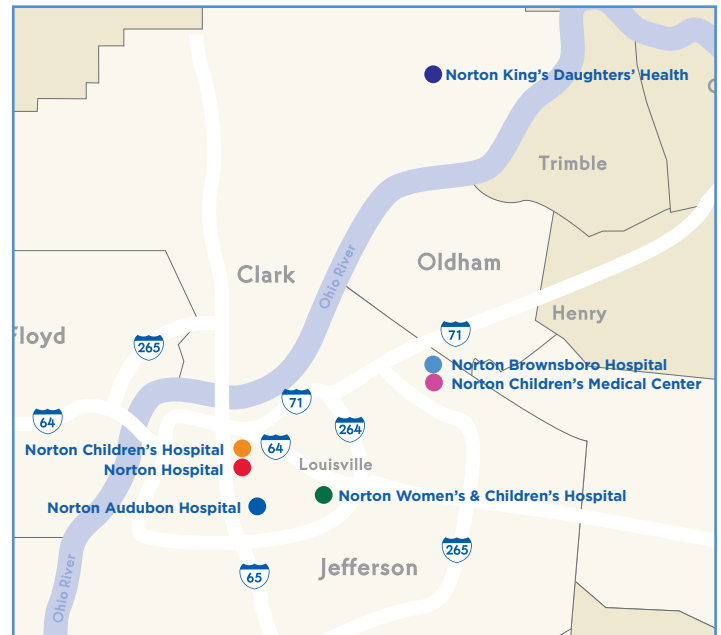 Norton King's Daughters' Health
Trimble
Ohio River
Oldham
Clark
Henry
Floyd
71
265
Norton Brownsboro Hospital
Norton Children's Medical Center
71
64
264
Norton Children's Hospital
64
Louisville
Norton Hospital
Norton Women's & Children's Hospital
Norton Audubon Hospital
265
Jefferson
65
Ohio River